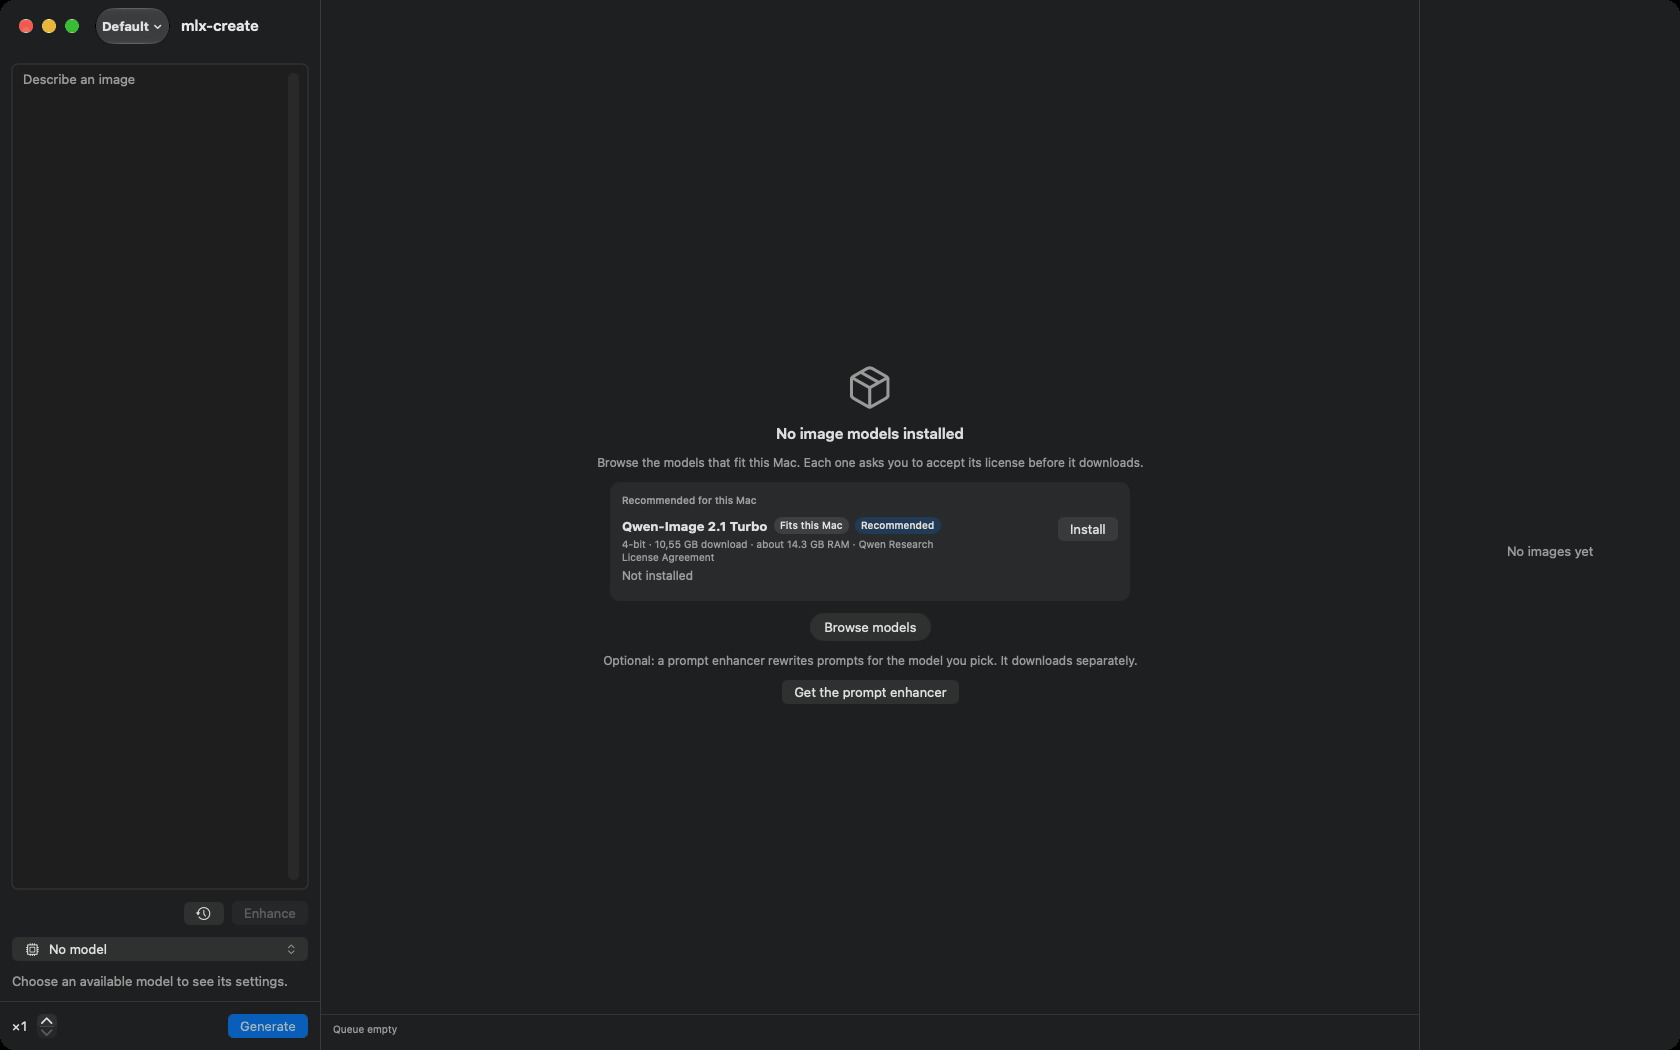 Default
mlx-create
Describe an image
Enhance
No model
Choose an available model to see its settings.
×1
Generate
No image models installed
Browse the models that fit this Mac. Each one asks you to accept its license before it downloads.
Recommended for this Mac
Qwen-Image 2.1 Turbo Fits this Mac Recommended
4-bit · 10,55 GB download · about 14.3 GB RAM · Qwen Research
License Agreement
Not installed
Install
Browse models
Optional: a prompt enhancer rewrites prompts for the model you pick. It downloads separately.
Get the prompt enhancer
Queue empty
No images yet